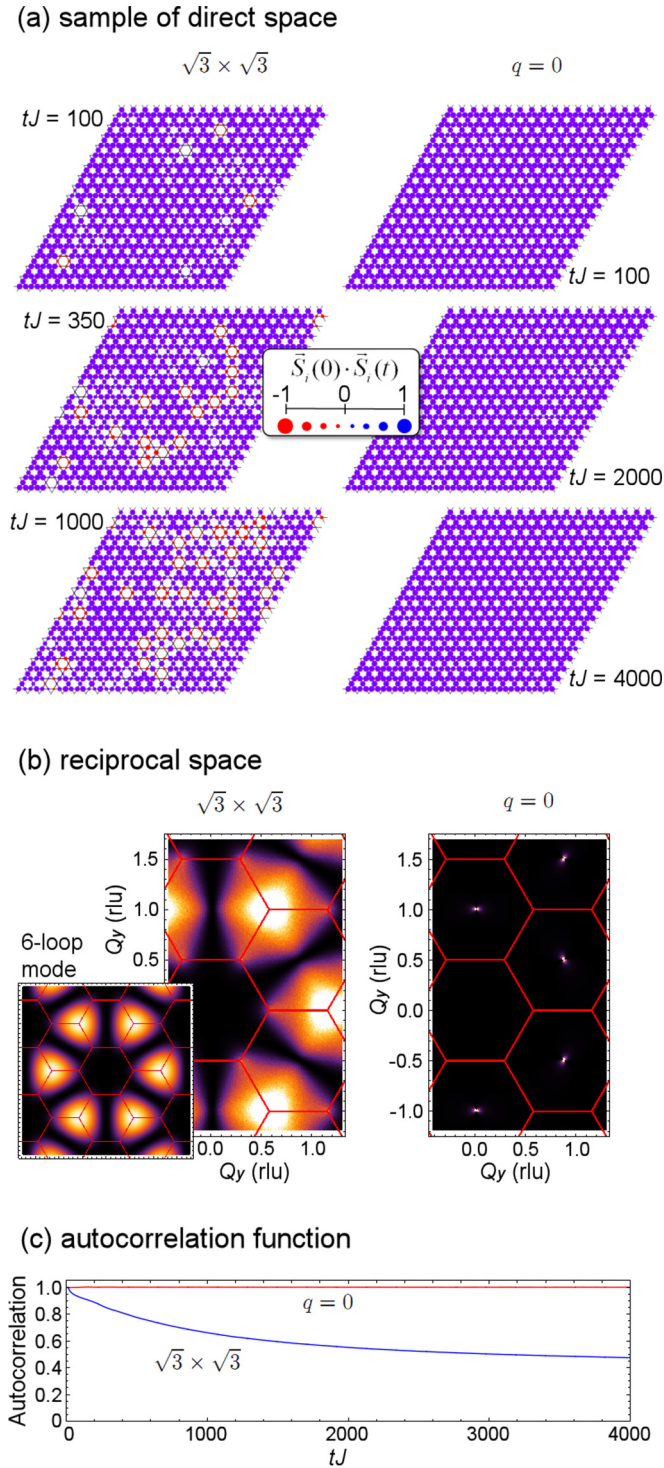 (a) sample of direct space
√3 × √3
q = 0
tJ = 100
tJ = 100
tJ = 350
S⃗ᵢ(0)·S⃗ᵢ(t)
-1 0 1
tJ = 2000
tJ = 1000
tJ = 4000
(b) reciprocal space
√3 × √3
q = 0
1.5
1.0
0.5
Qy (rlu)
6-loop
mode
0.0 0.5 1.0
Qy (rlu)
1.5
1.0
0.5
0.0
-0.5
-1.0
Qy (rlu)
0.0 0.5 1.0
Qy (rlu)
(c) autocorrelation function
Autocorrelation
1.0
0.8
0.6
0.4
0.2
0
q = 0
√3 × √3
0 1000 2000 3000 4000
tJ